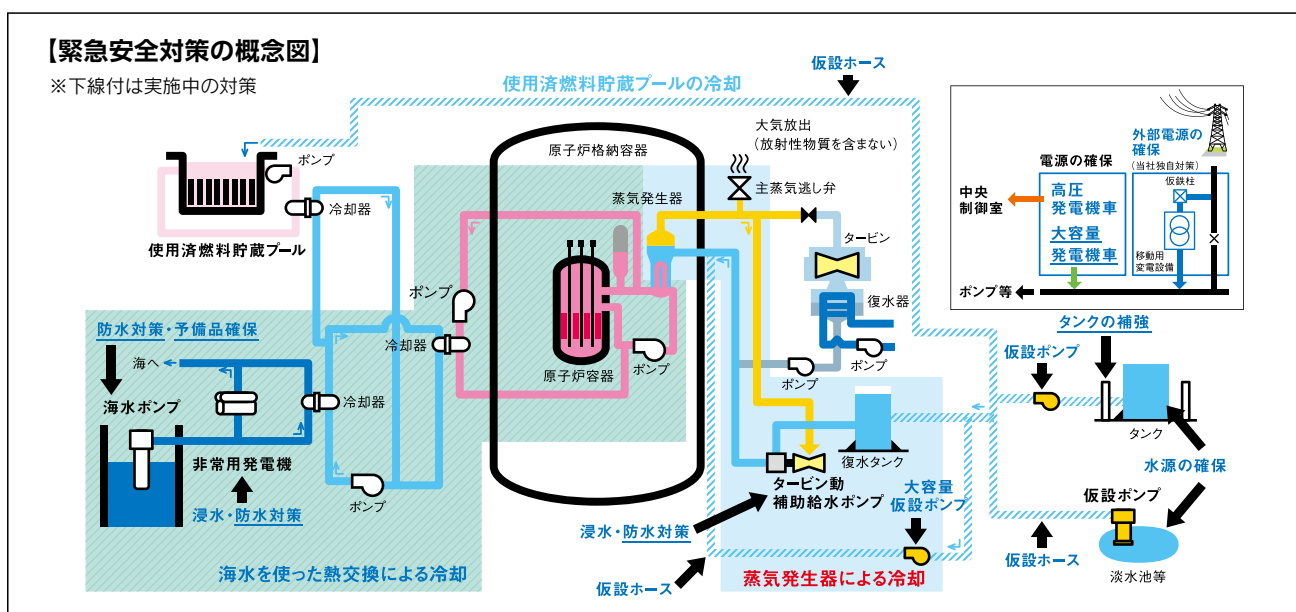 【緊急安全対策の概念図】
※下線付は実施中の対策
使用済燃料貯蔵プールの冷却
仮設ホース
ポンプ
冷却器
使用済燃料貯蔵プール
原子炉格納容器
大気放出
(放射性物質を含まない)
主蒸気逃し弁
蒸気発生器
タービン
復水器
ポンプ
ポンプ
ポンプ
冷却器
原子炉容器
ポンプ
電源の確保
高圧
発電機車
大容量
発電機車
中央
制御室
外部電源の
確保
(当社独自対策)
仮鉄柱
移動用
変電設備
ポンプ等
防水対策・予備品確保
海へ
海水ポンプ
冷却器
非常用発電機
浸水・防水対策
ポンプ
海水を使った熱交換による冷却
タンクの補強
仮設ポンプ
タンク
水源の確保
復水タンク
タービン動
補助給水ポンプ
浸水・防水対策
大容量
仮設ポンプ
仮設ホース
蒸気発生器による冷却
仮設ポンプ
仮設ホース
淡水池等